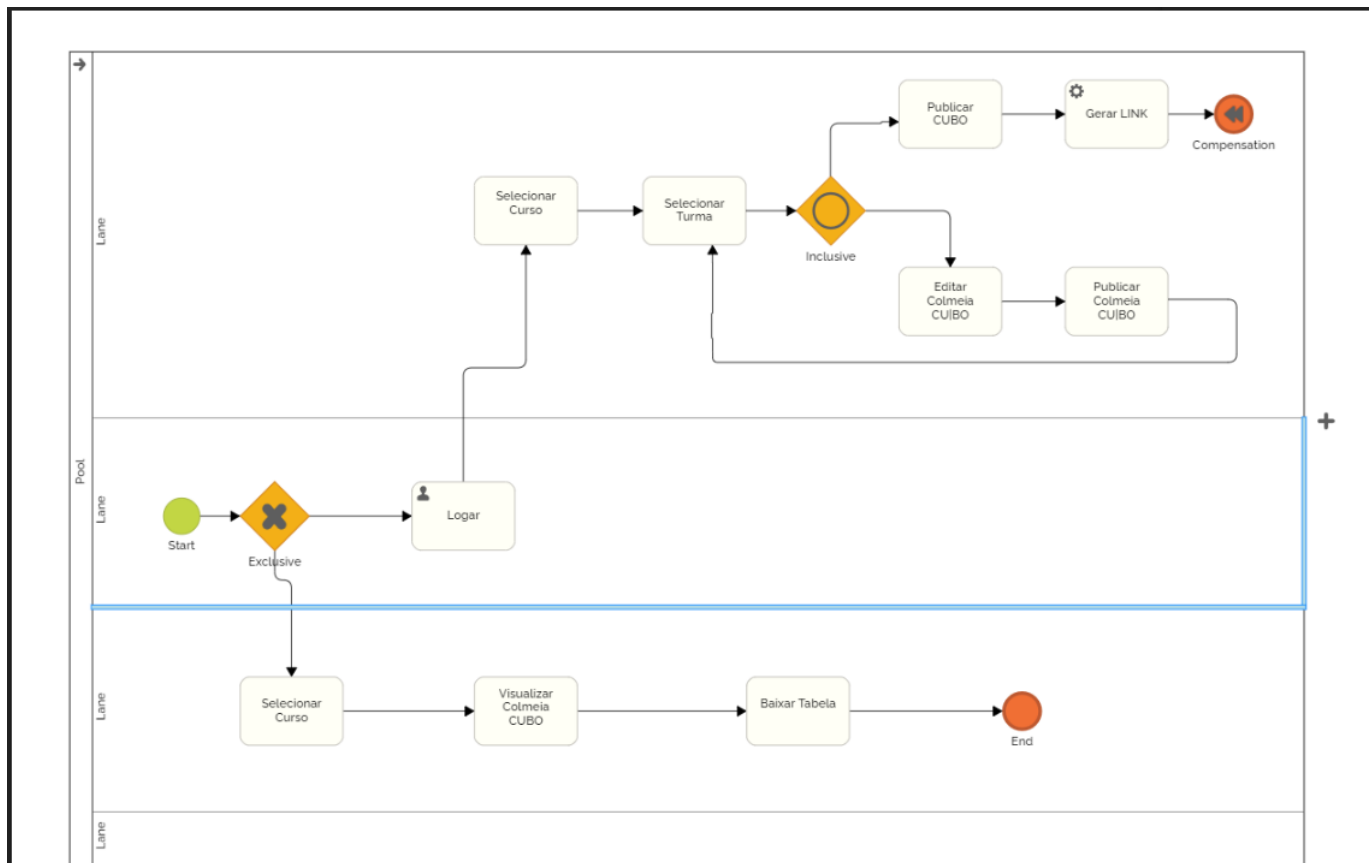 Pool
Lane
Selecionar
Curso
Selecionar
Turma
Inclusive
Publicar
CUBO
Gerar LINK
Compensation
Editar
Colmeia
CU|BO
Publicar
Colmeia
CU|BO
Lane
Start
Exclusive
Logar
Lane
Selecionar
Curso
Visualizar
Colmeia
CUBO
Baixar Tabela
End
Lane